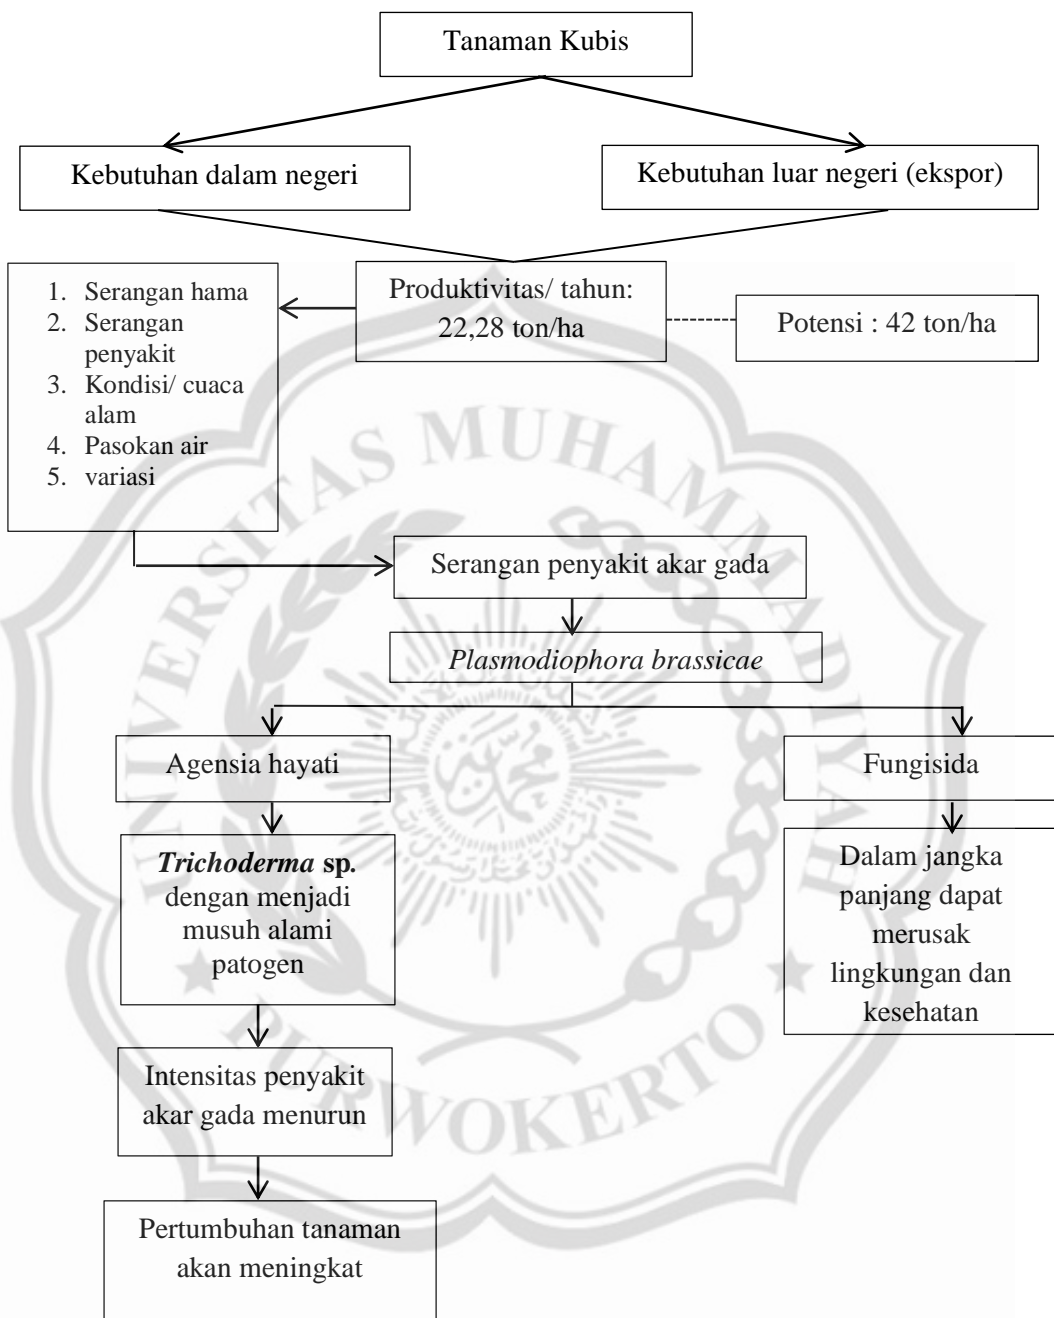 Tanaman Kubis
Kebutuhan dalam negeri
Kebutuhan luar negeri (ekspor)
1. Serangan hama
2. Serangan
penyakit
3. Kondisi/ cuaca
alam
4. Pasokan air
5. variasi
Produktivitas/ tahun:
22,28 ton/ha
Potensi : 42 ton/ha
Serangan penyakit akar gada
Plasmodiophora brassicae
Agensia hayati
Fungisida
Trichoderma sp.
dengan menjadi
musuh alami
patogen
Dalam jangka
panjang dapat
merusak
lingkungan dan
kesehatan
Intensitas penyakit
akar gada menurun
Pertumbuhan tanaman
akan meningkat
UNIVERSITAS MUHAMMADIYAH
PURWOKERTO